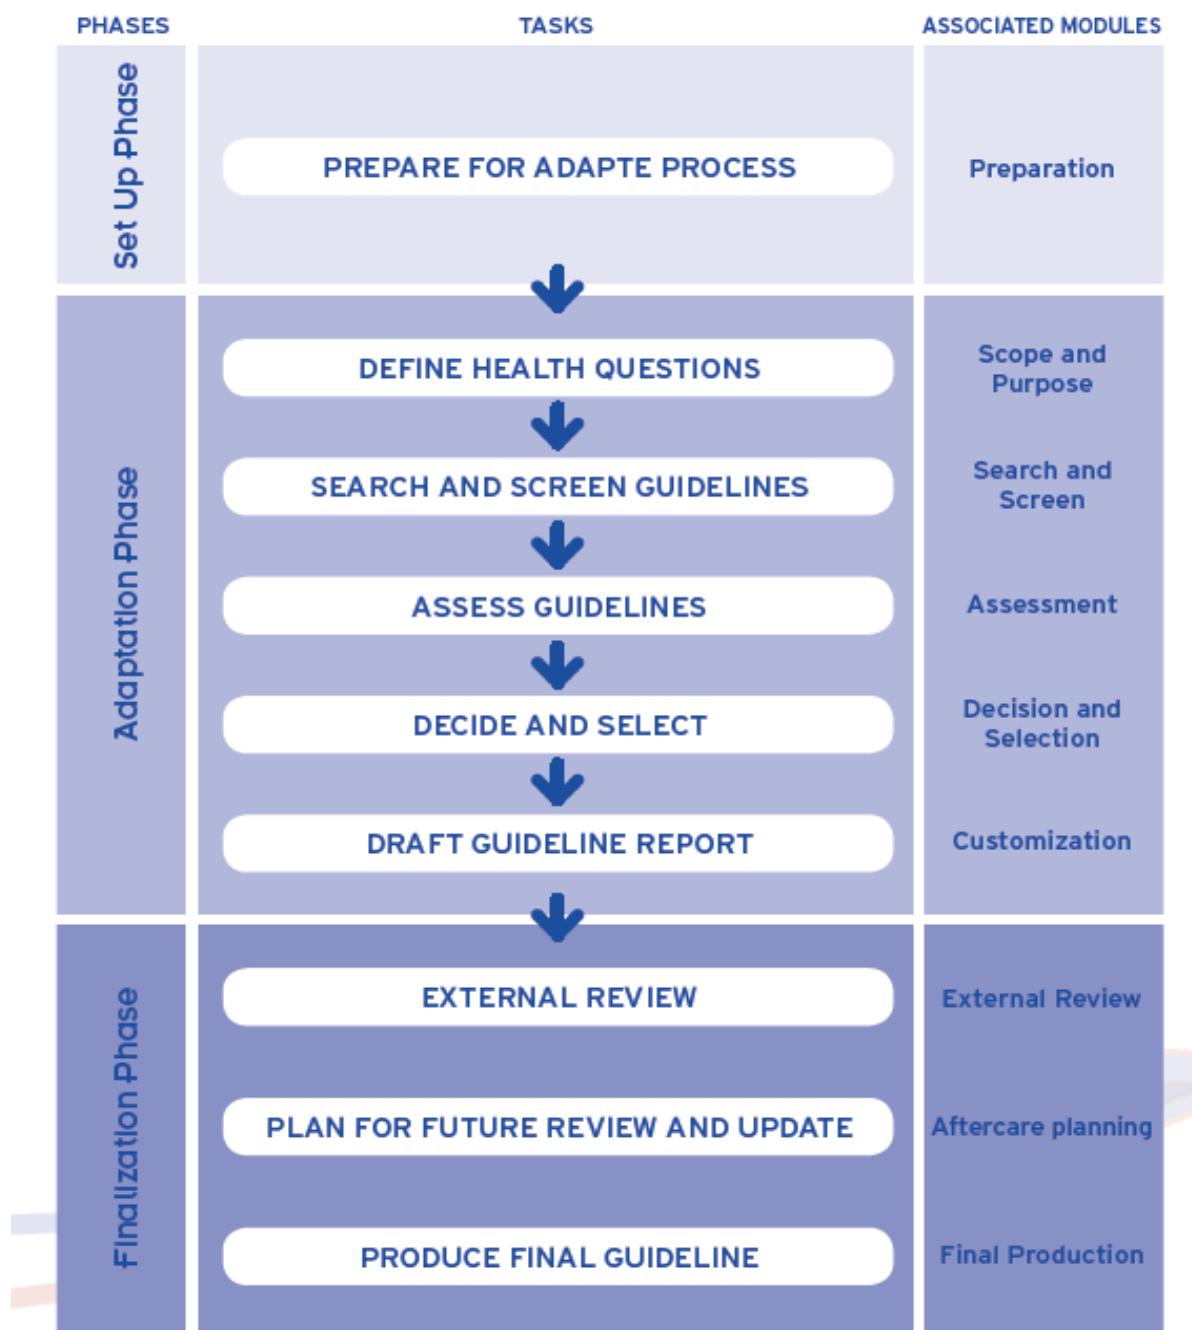 PHASES
TASKS
ASSOCIATED MODULES
Set Up Phase
PREPARE FOR ADAPTE PROCESS
Preparation
Adaptation Phase
DEFINE HEALTH QUESTIONS
Scope and
Purpose
SEARCH AND SCREEN GUIDELINES
Search and
Screen
ASSESS GUIDELINES
Assessment
DECIDE AND SELECT
Decision and
Selection
DRAFT GUIDELINE REPORT
Customization
Finalization Phase
EXTERNAL REVIEW
External Review
PLAN FOR FUTURE REVIEW AND UPDATE
Aftercare planning
PRODUCE FINAL GUIDELINE
Final Production